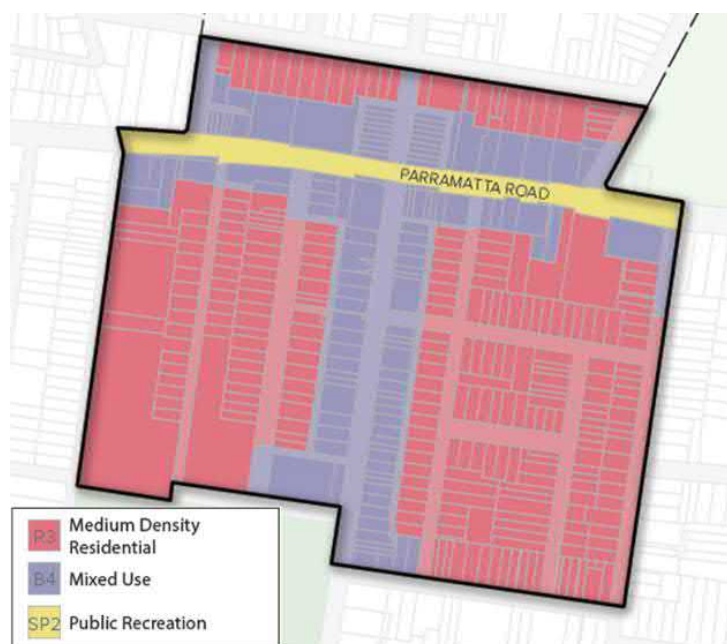 PARRAMATTA ROAD
R3 Medium Density
Residential
B4 Mixed Use
SP2 Public Recreation